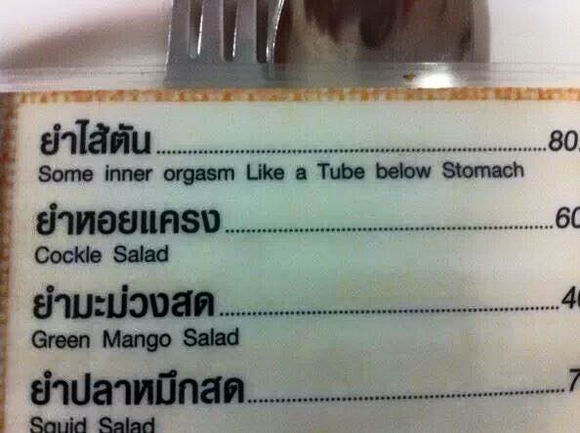 ยำไส้ตัน........................................80
Some inner orgasm Like a Tube below Stomach
ยำหอยแครง........................................60
Cockle Salad
ยำมะม่วงสด........................................40
Green Mango Salad
ยำปลาหมึกสด........................................7
Squid Salad